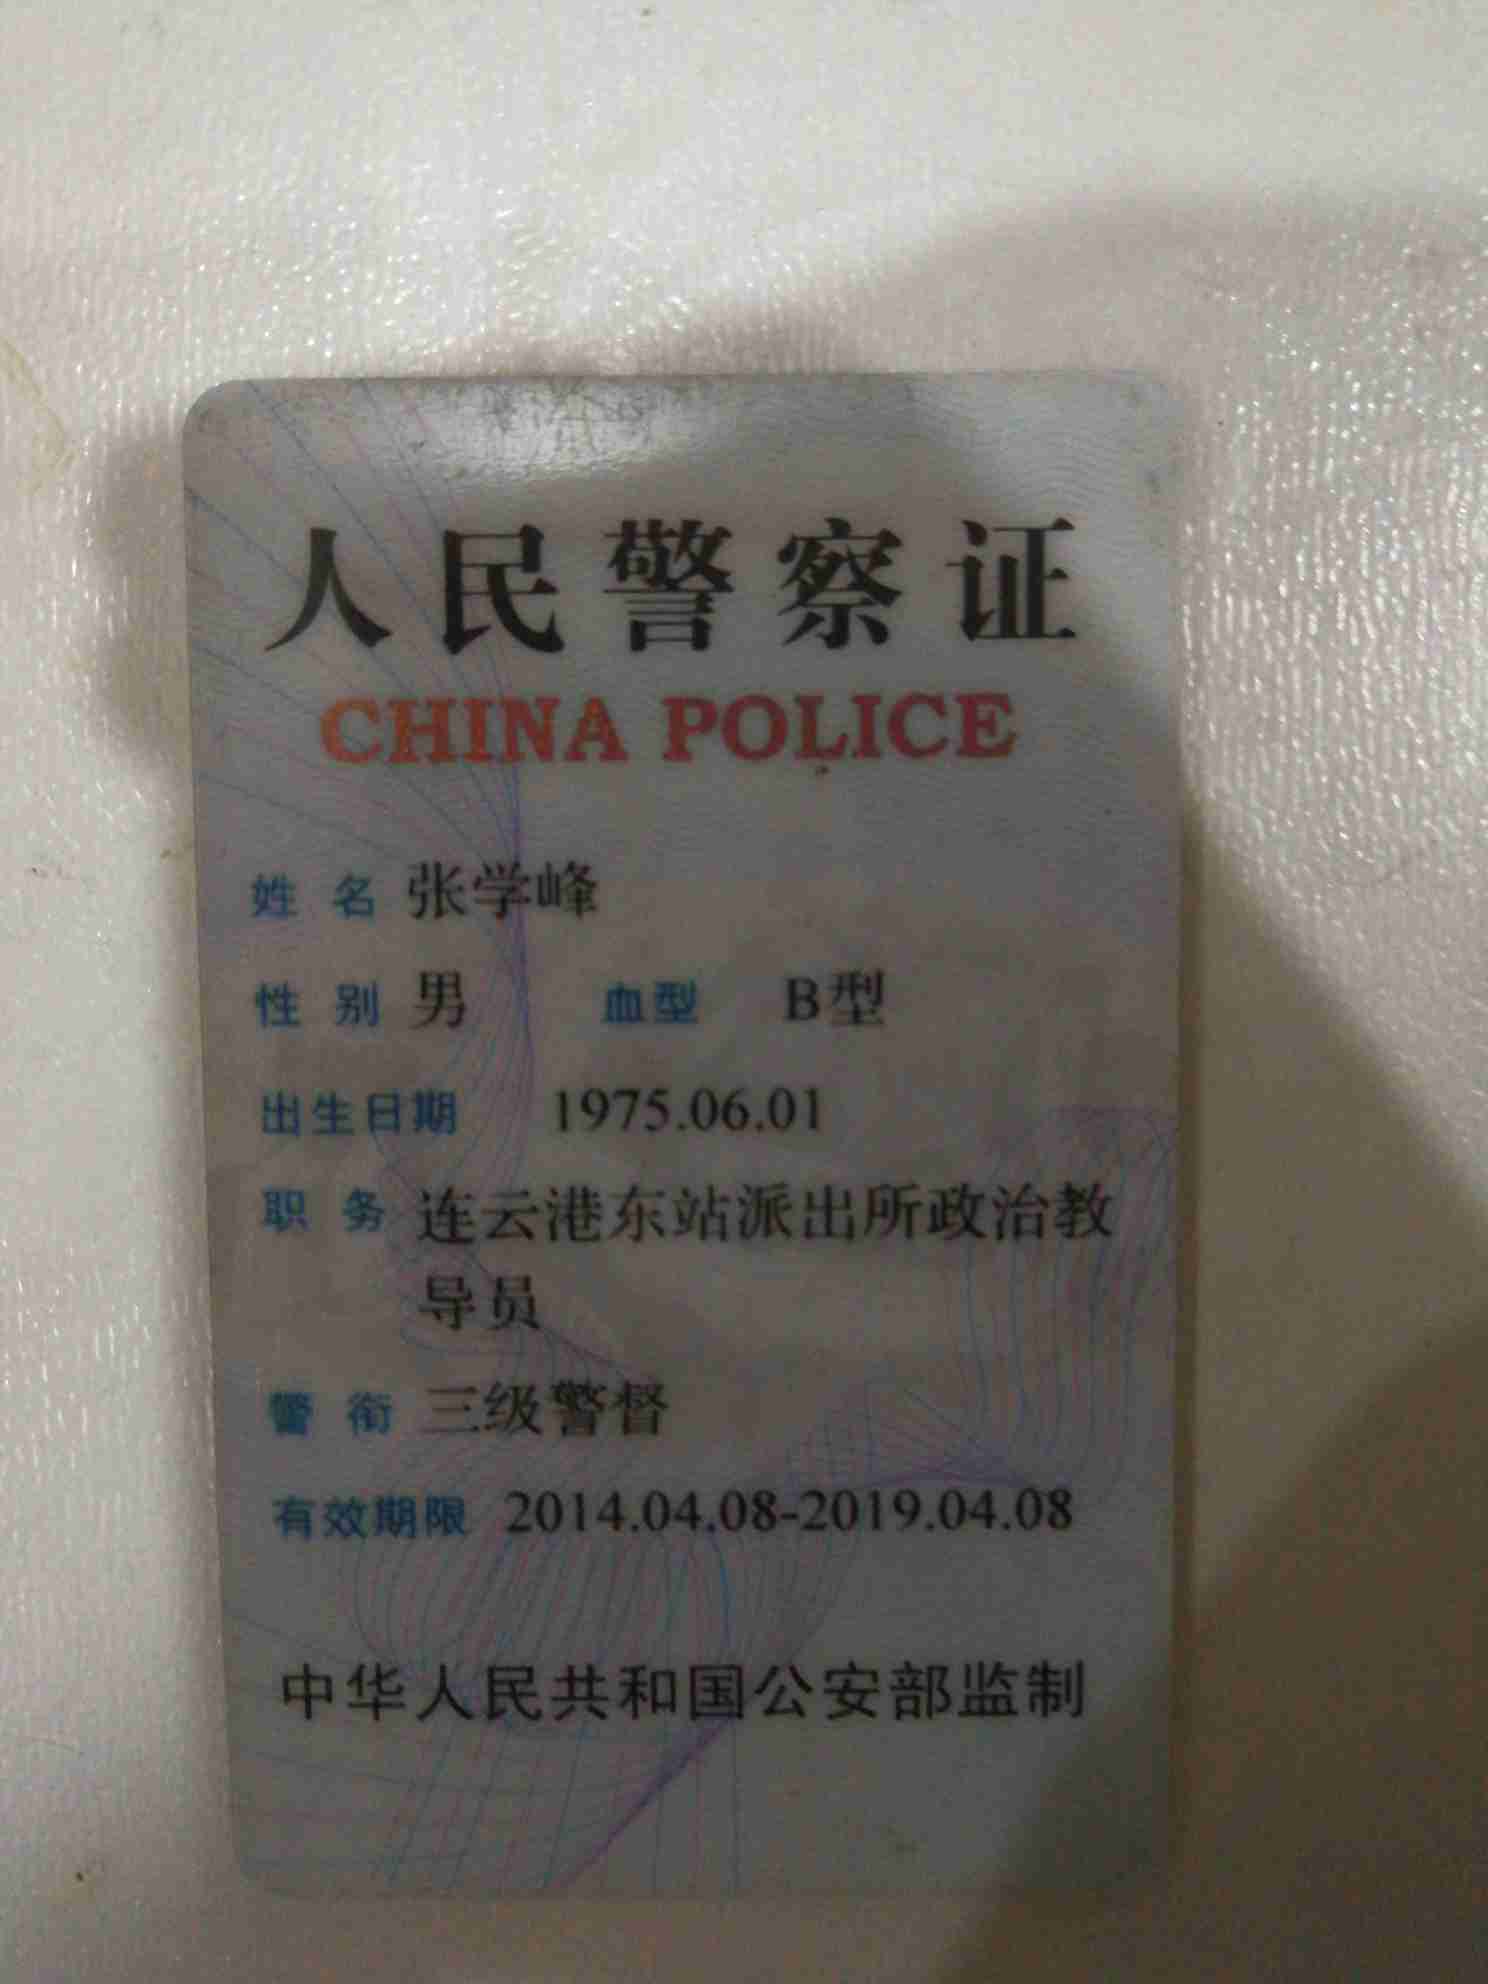 人民警察证
CHINA POLICE
姓 名 张学峰
性 别 男 血型 B型
出生日期 1975.06.01
职 务 连云港东站派出所政治教
导员
警 衔 三级警督
有效期限 2014.04.08-2019.04.08
中华人民共和国公安部监制